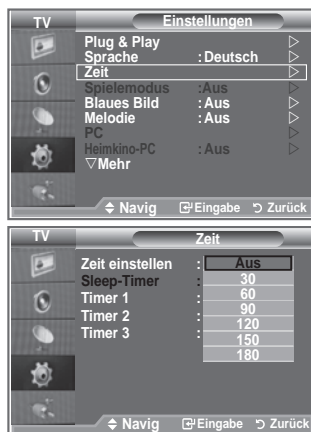 TV Einstellungen
Plug & Play
Sprache : Deutsch
Zeit
Spielemodus : Aus
Blaues Bild : Aus
Melodie : Aus
PC
Heimkino-PC : Aus
▽Mehr
Navig Eingabe Zurück
TV Zeit
Zeit einstellen : Aus
Sleep-Timer : 30
Timer 1 : 60
90
Timer 2 : 120
Timer 3 : 150
180
Navig Eingabe Zurück